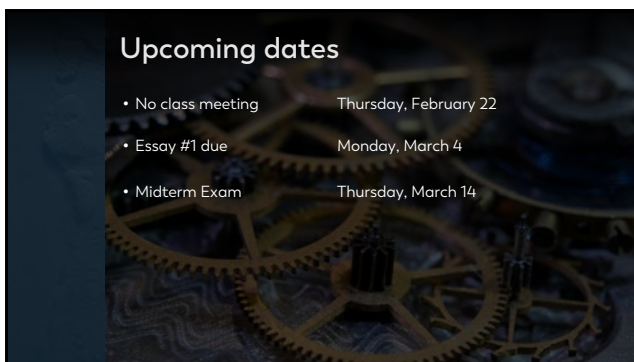 Upcoming dates
• No class meeting Thursday, February 22
• Essay #1 due Monday, March 4
• Midterm Exam Thursday, March 14